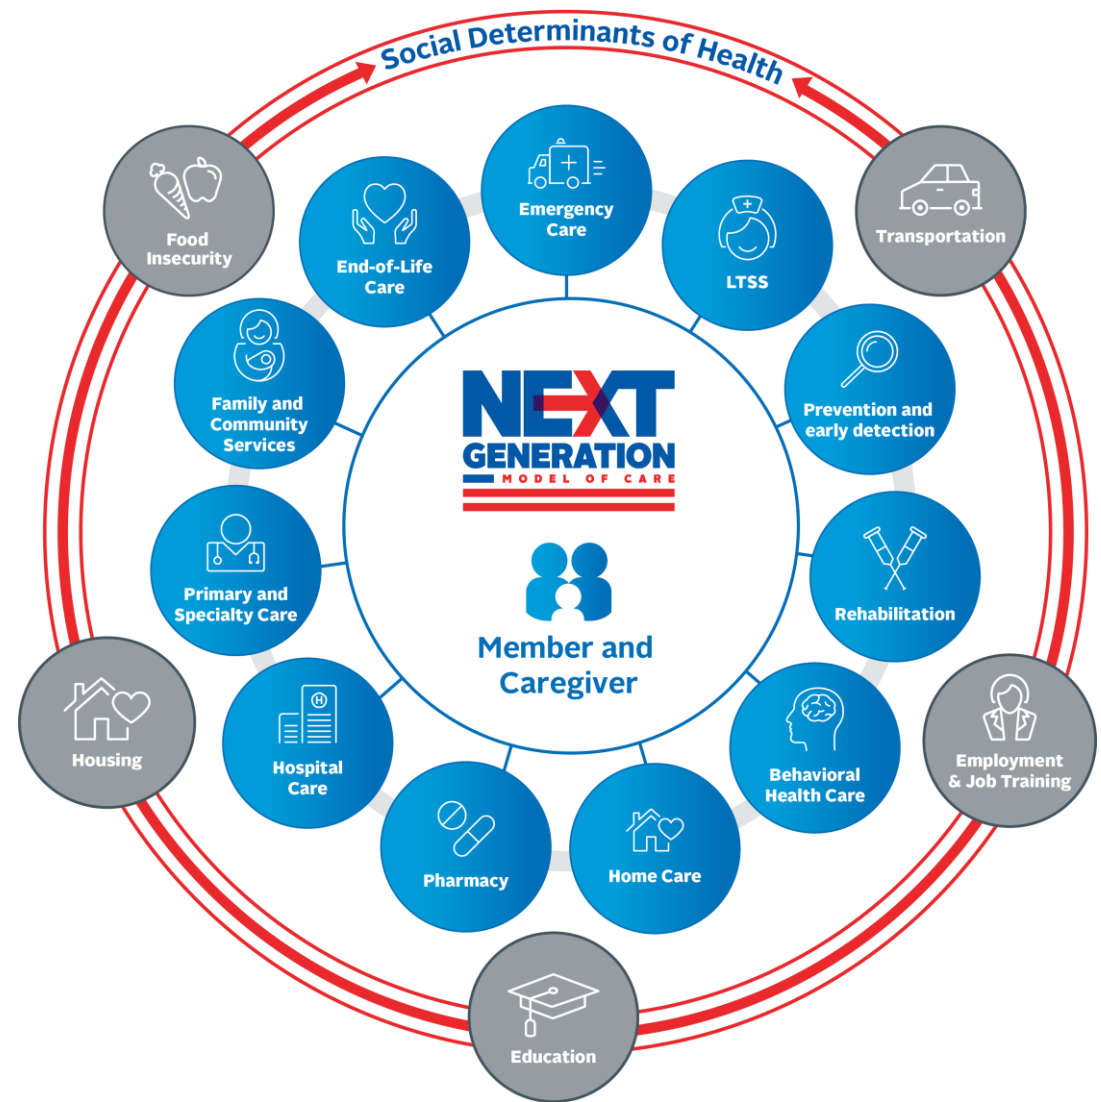 Social Determinants of Health
Food
Insecurity
Transportation
Emergency
Care
End-of-Life
Care
LTSS
Family and
Community
Services
Prevention and
early detection
NEXT
GENERATION
MODEL OF CARE
Primary and
Specialty Care
Rehabilitation
Member and
Caregiver
Housing
H
Hospital
Care
Behavioral
Health Care
Employment
& Job Training
Pharmacy
Home Care
Education